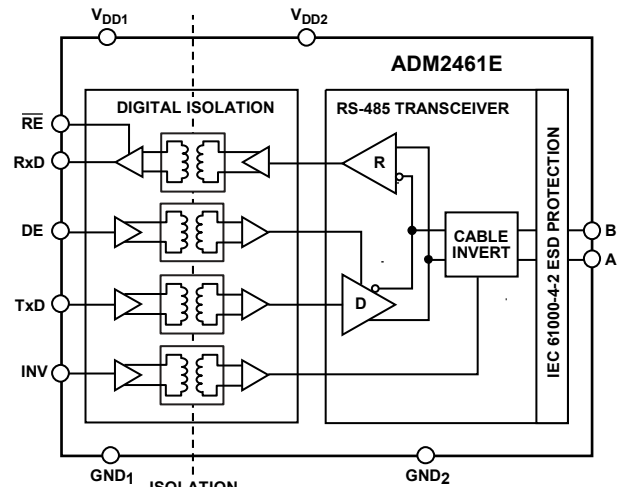 VDD1
VDD2
ADM2461E
DIGITAL ISOLATION
RS-485 TRANSCEIVER
RE
RxD
R
DE
CABLE
INVERT
B
A
IEC 61000-4-2 ESD PROTECTION
TxD
D
INV
GND1
GND2
ISOLATION